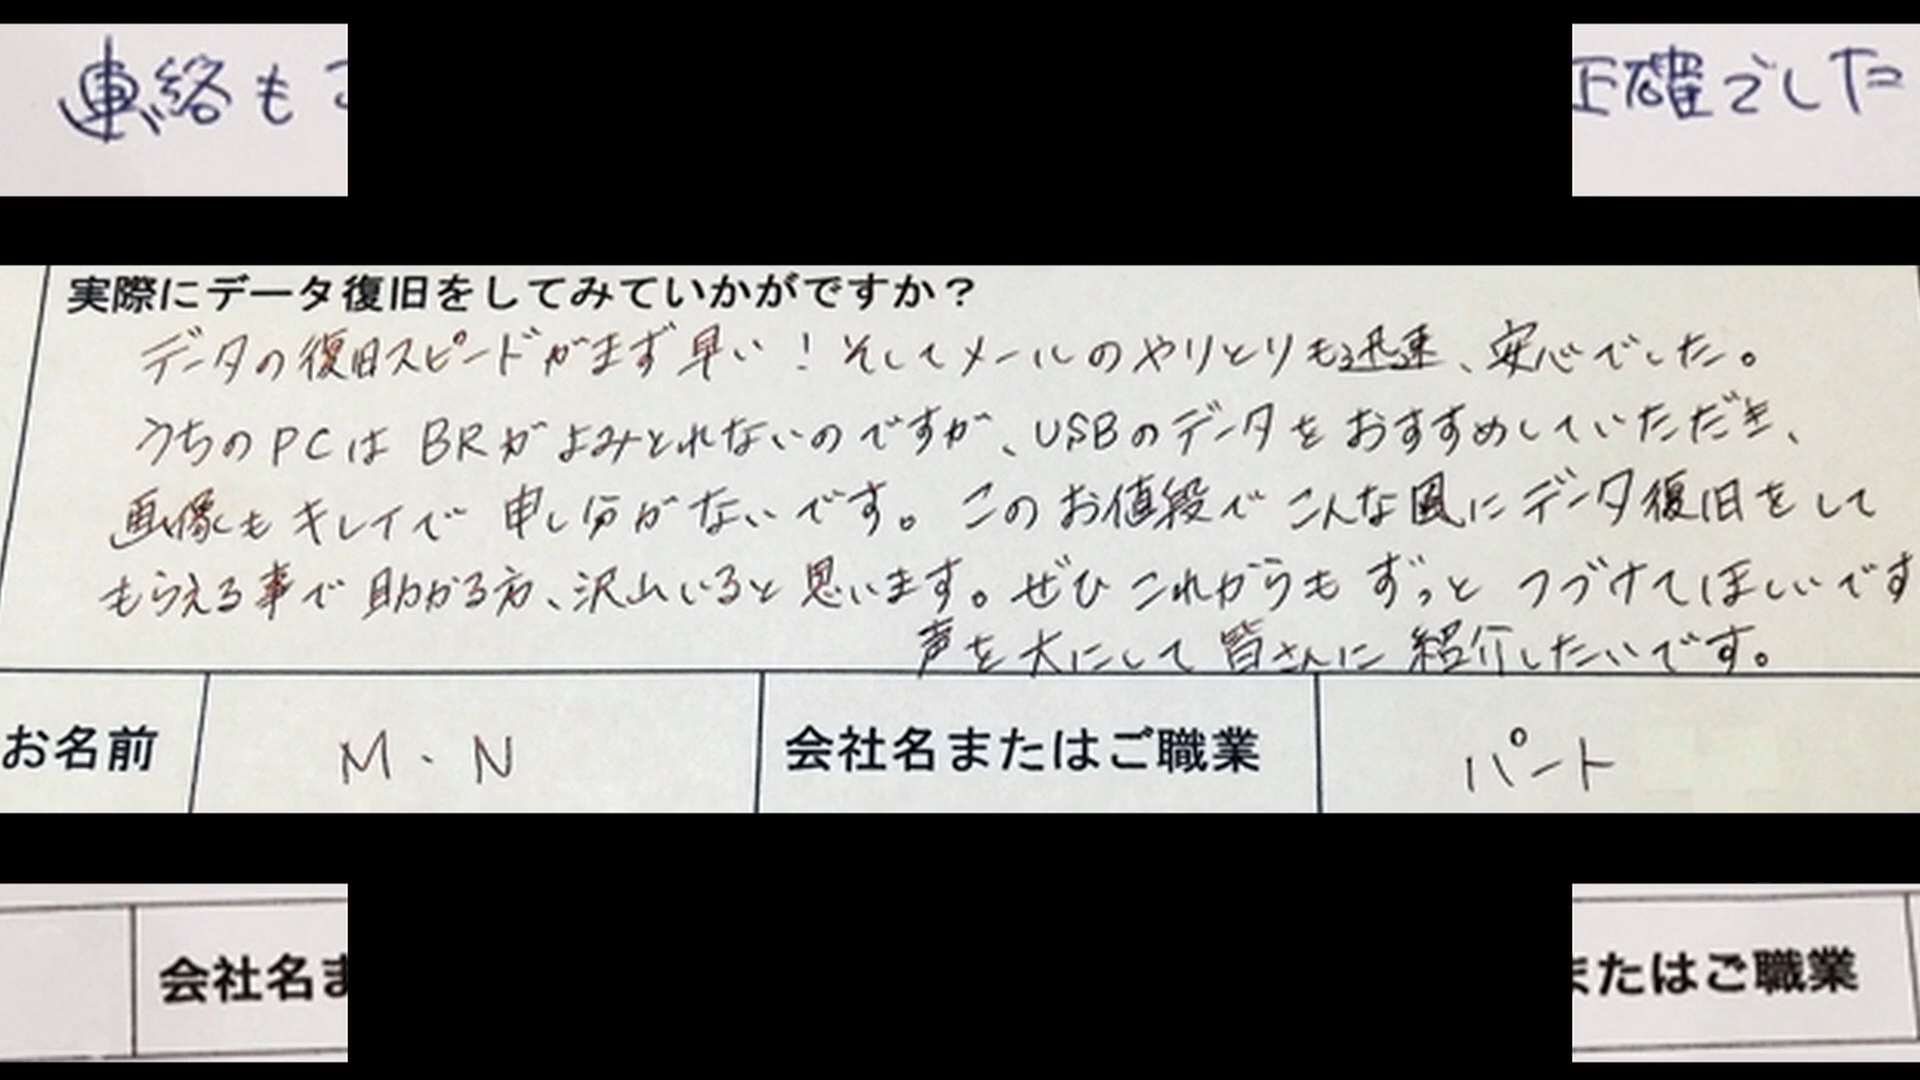 連絡も
正確でした
実際にデータ復旧をしてみていかがですか?
データの復旧スピードがまず早い!そしてメールのやりとりも迅速、安心でした。
うちのPCはBRがよみとれないのですが、USBのデータをおすすめしていただき、
画像もキレイで申し分がないです。このお値段でこんな風にデータ復旧をして
もらえる事で助かる方、沢山いると思います。ぜひこれからもずっとつづけてほしいです
声を大にして皆さんに紹介したいです。
お名前 M・N 会社名またはご職業 パート
会社名ま
またはご職業